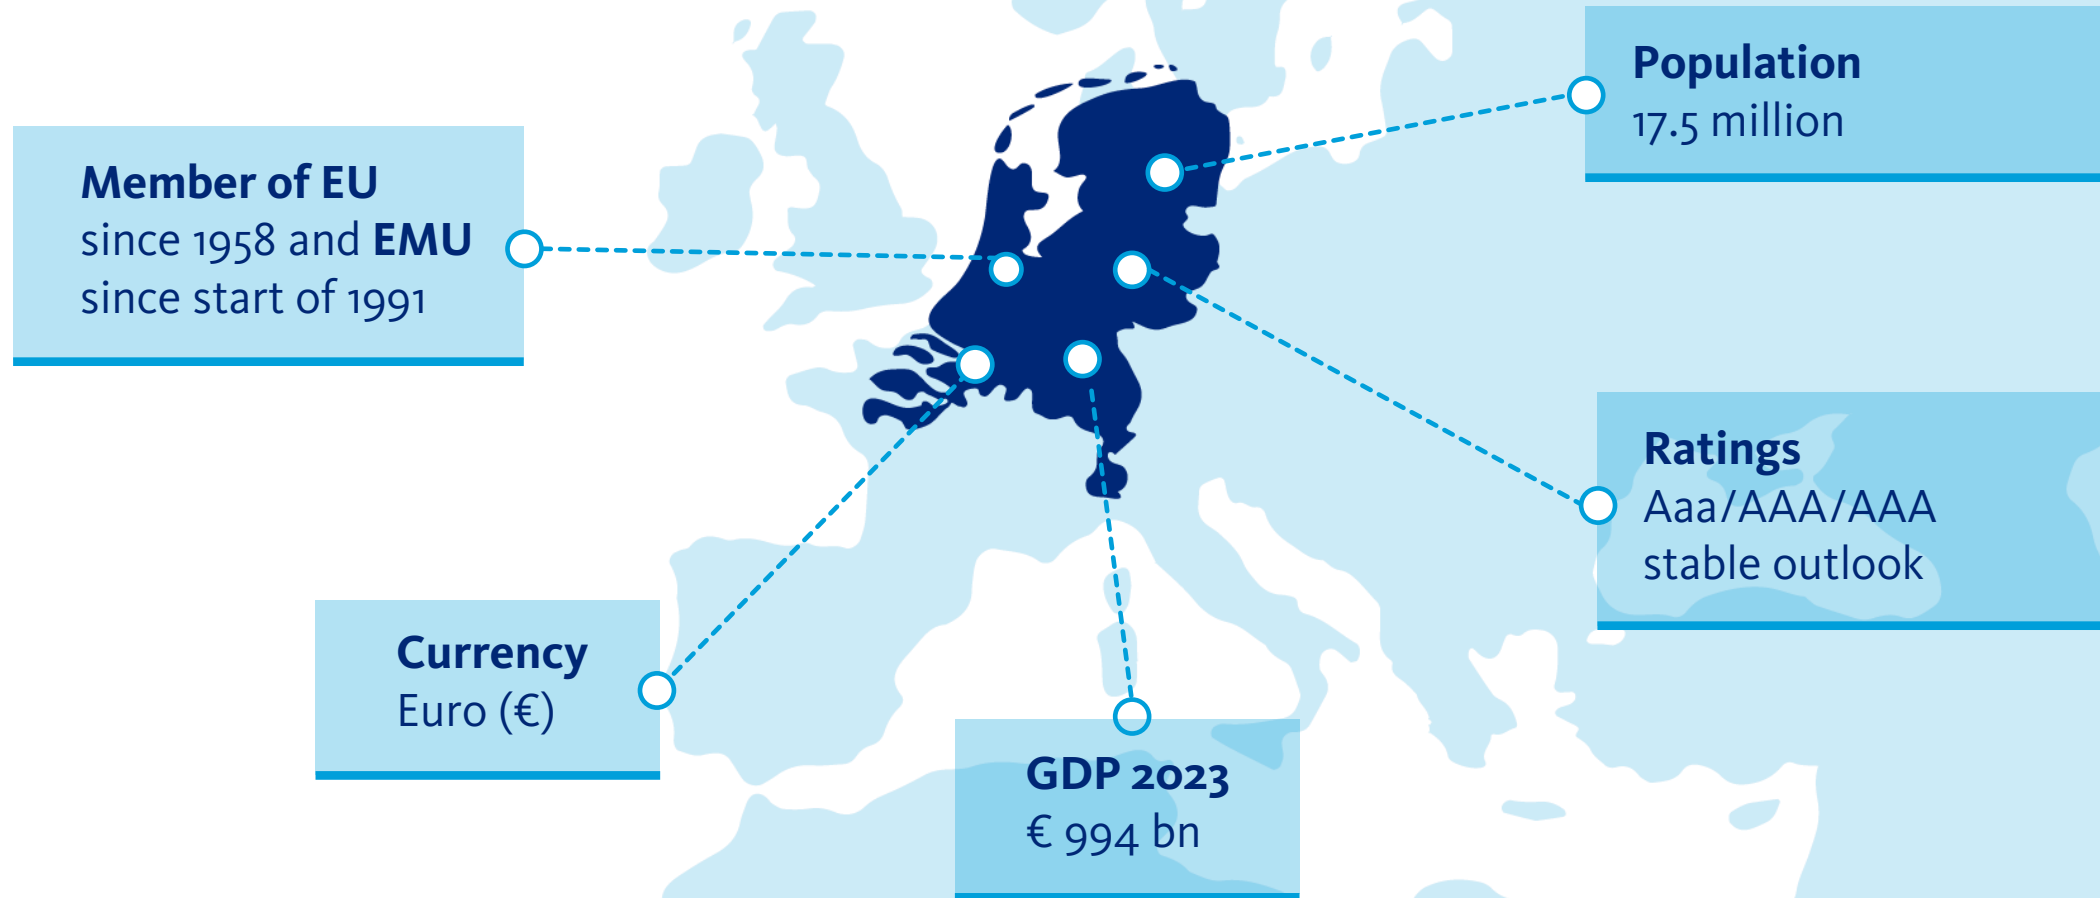 Population
17.5 million
Member of EU
since 1958 and EMU
since start of 1991
Ratings
Aaa/AAA/AAA
stable outlook
Currency
Euro (€)
GDP 2023
€ 994 bn